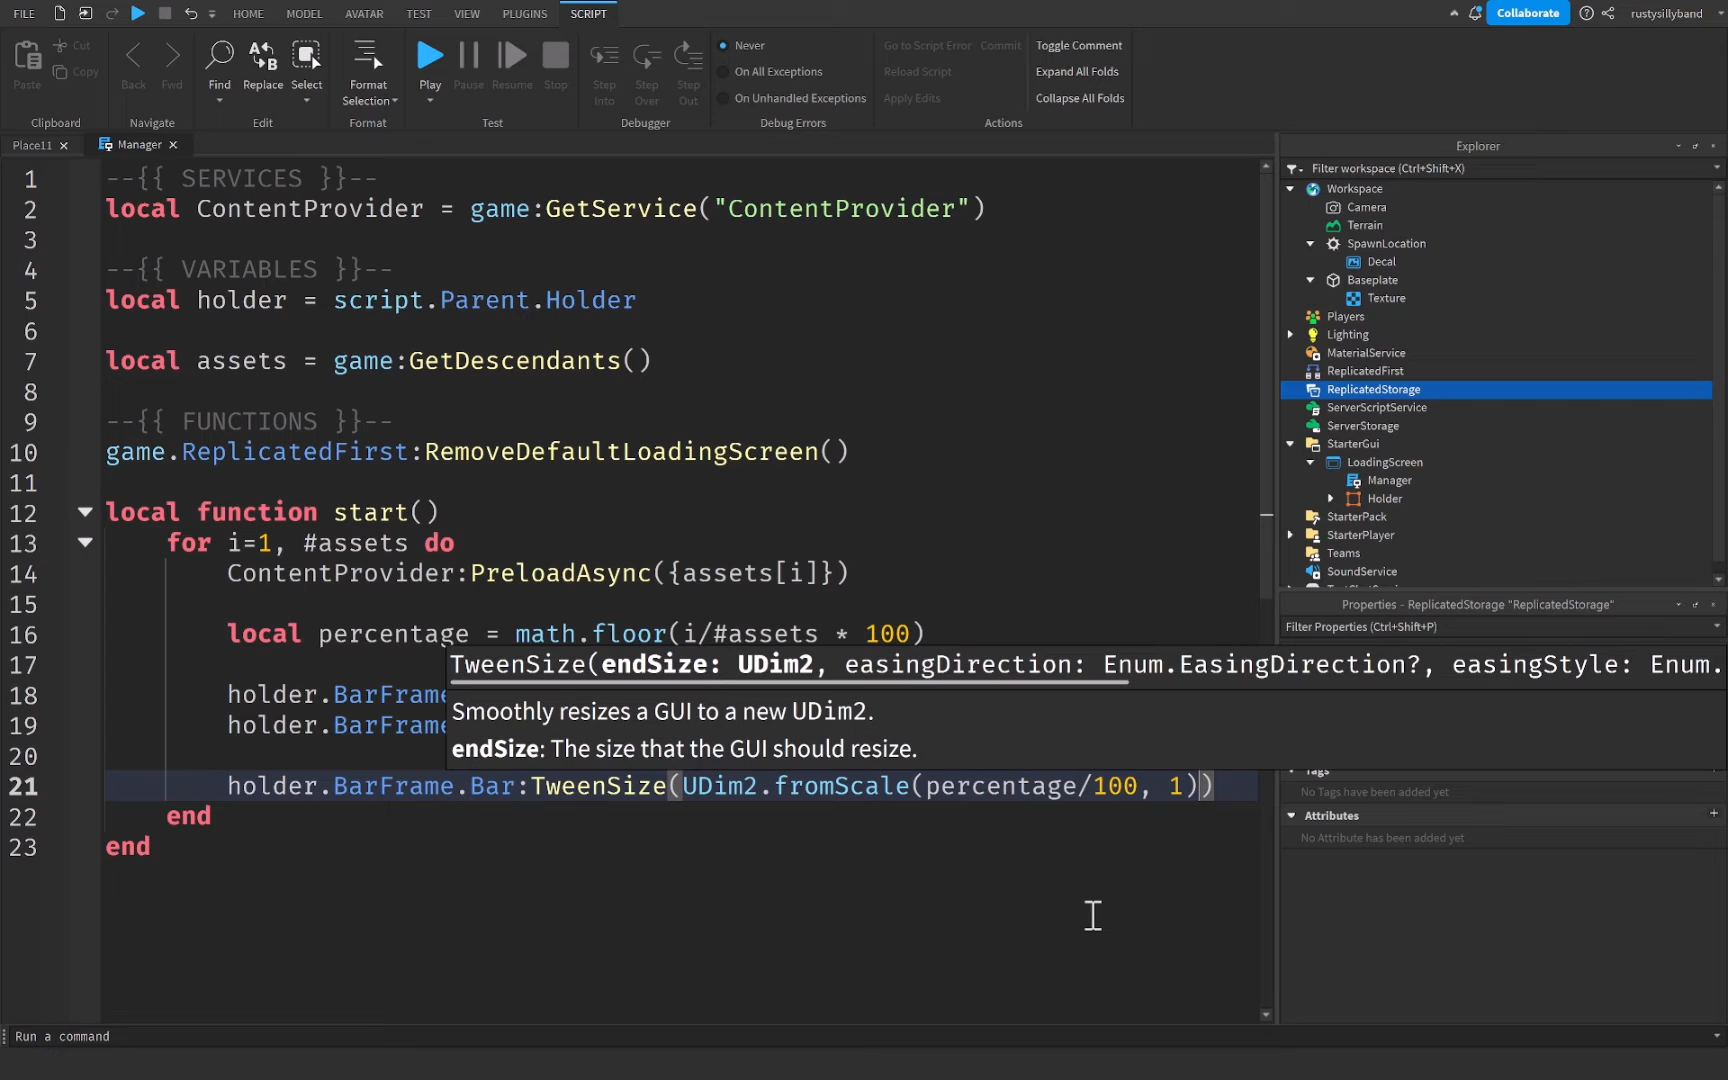 FILE HOME MODEL AVATAR TEST VIEW PLUGINS SCRIPT Collaborate rustysillyband
Paste Cut Copy
Back Fwd
Find Replace Select
Format Selection
Play Pause Resume Stop
Step Into Step Over Step Out
Never
On All Exceptions
On Unhandled Exceptions
Go to Script Error Commit
Reload Script
Apply Edits
Toggle Comment
Expand All Folds
Collapse All Folds
Clipboard Navigate Edit Format Test Debugger Debug Errors Actions
Place11 Manager
1 --{{ SERVICES }}--
2 local ContentProvider = game:GetService("ContentProvider")
3
4 --{{ VARIABLES }}--
5 local holder = script.Parent.Holder
6
7 local assets = game:GetDescendants()
8
9 --{{ FUNCTIONS }}--
10 game.ReplicatedFirst:RemoveDefaultLoadingScreen()
11
12 local function start()
13 for i=1, #assets do
14 ContentProvider:PreloadAsync({assets[i]})
15
16 local percentage = math.floor(i/#assets * 100)
17
TweenSize(endSize: UDim2, easingDirection: Enum.EasingDirection?, easingStyle: Enum.
18 holder.BarFrame
Smoothly resizes a GUI to a new UDim2.
19 holder.BarFrame
endSize: The size that the GUI should resize.
20
21 holder.BarFrame.Bar:TweenSize(UDim2.fromScale(percentage/100, 1))
22 end
23 end
Explorer
Filter workspace (Ctrl+Shift+X)
Workspace
Camera
Terrain
SpawnLocation
Decal
Baseplate
Texture
Players
Lighting
MaterialService
ReplicatedFirst
ReplicatedStorage
ServerScriptService
ServerStorage
StarterGui
LoadingScreen
Manager
Holder
StarterPack
StarterPlayer
Teams
SoundService
Properties - ReplicatedStorage "ReplicatedStorage"
Filter Properties (Ctrl+Shift+P)
Tags
No Tags have been added yet
Attributes
No Attribute has been added yet
Run a command